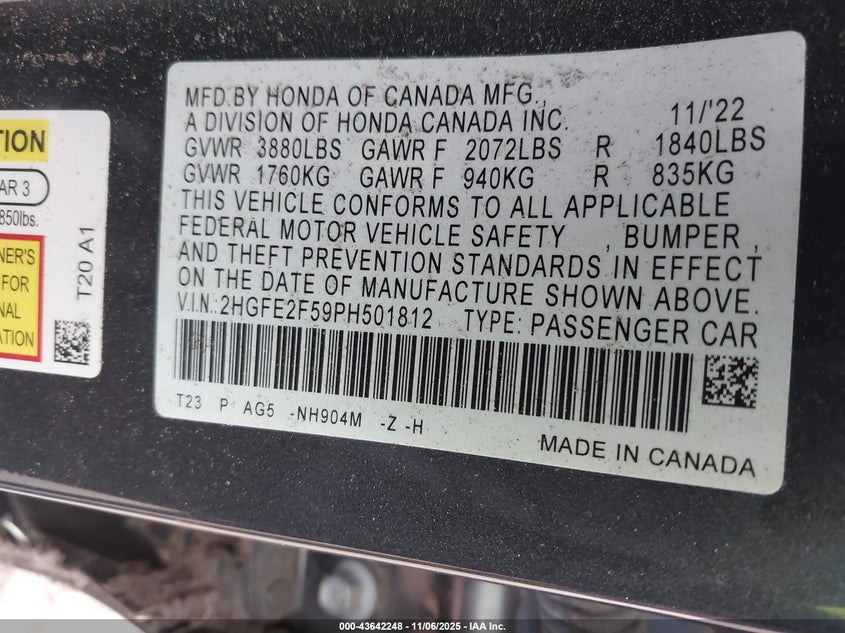 TION
AR 3
850lbs.
NER'S
FOR
NAL
ATION
T20 A1
MFD.BY HONDA OF CANADA MFG.,
A DIVISION OF HONDA CANADA INC. 11/'22
GVWR 3880LBS GAWR F 2072LBS R 1840LBS
GVWR 1760KG GAWR F 940KG R 835KG
THIS VEHICLE CONFORMS TO ALL APPLICABLE
FEDERAL MOTOR VEHICLE SAFETY , BUMPER ,
AND THEFT PREVENTION STANDARDS IN EFFECT
ON THE DATE OF MANUFACTURE SHOWN ABOVE.
V.I.N.:2HGFE2F59PH501812 TYPE: PASSENGER CAR
T23 P AG5 -NH904M -Z -H
MADE IN CANADA
000-43642248 - 11/06/2025 - IAA Inc.